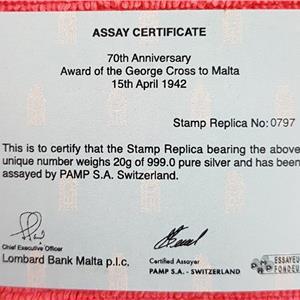 ASSAY CERTIFICATE
70th Anniversary
Award of the George Cross to Malta
15th April 1942
Stamp Replica No: 0797
This is to certify that the Stamp Replica bearing the above
unique number weighs 20g of 999.0 pure silver and has been
assayed by PAMP S.A. Switzerland.
Chief Executive Officer
Lombard Bank Malta p.l.c.
Certified Assayer
PAMP S.A. - SWITZERLAND
ESSAYEUR
FONDEUR